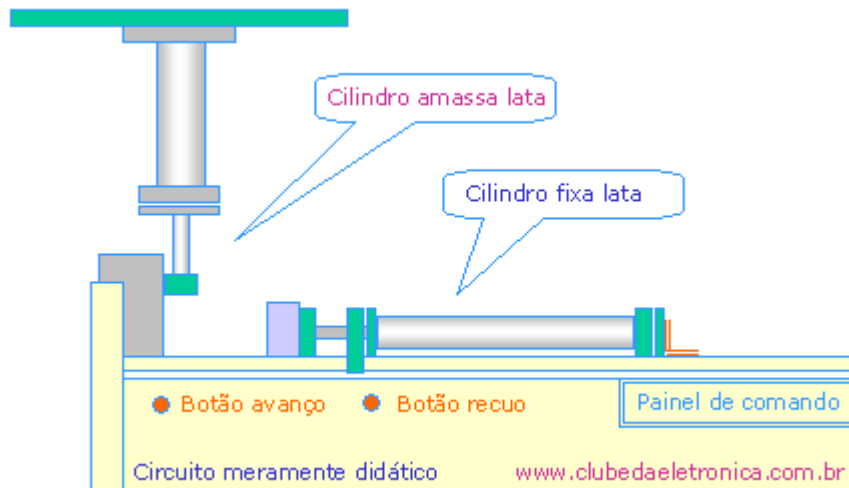 Cilindro amassa lata
Cilindro fixa lata
Botão avanço
Botão recuo
Painel de comando
Circuito meramente didático
www.clubedaeletronica.com.br